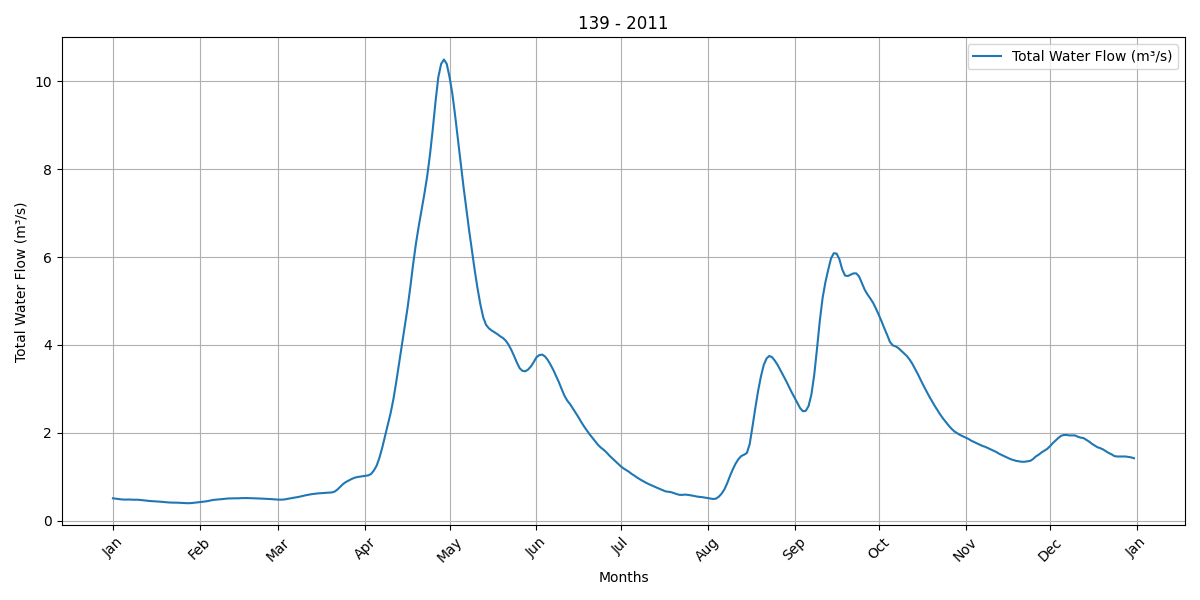 139 - 2011
Total Water Flow (m³/s)
Total Water Flow (m³/s)
10
8
6
4
2
0
Jan
Feb
Mar
Apr
May
Jun
Jul
Aug
Sep
Oct
Nov
Dec
Jan
Months